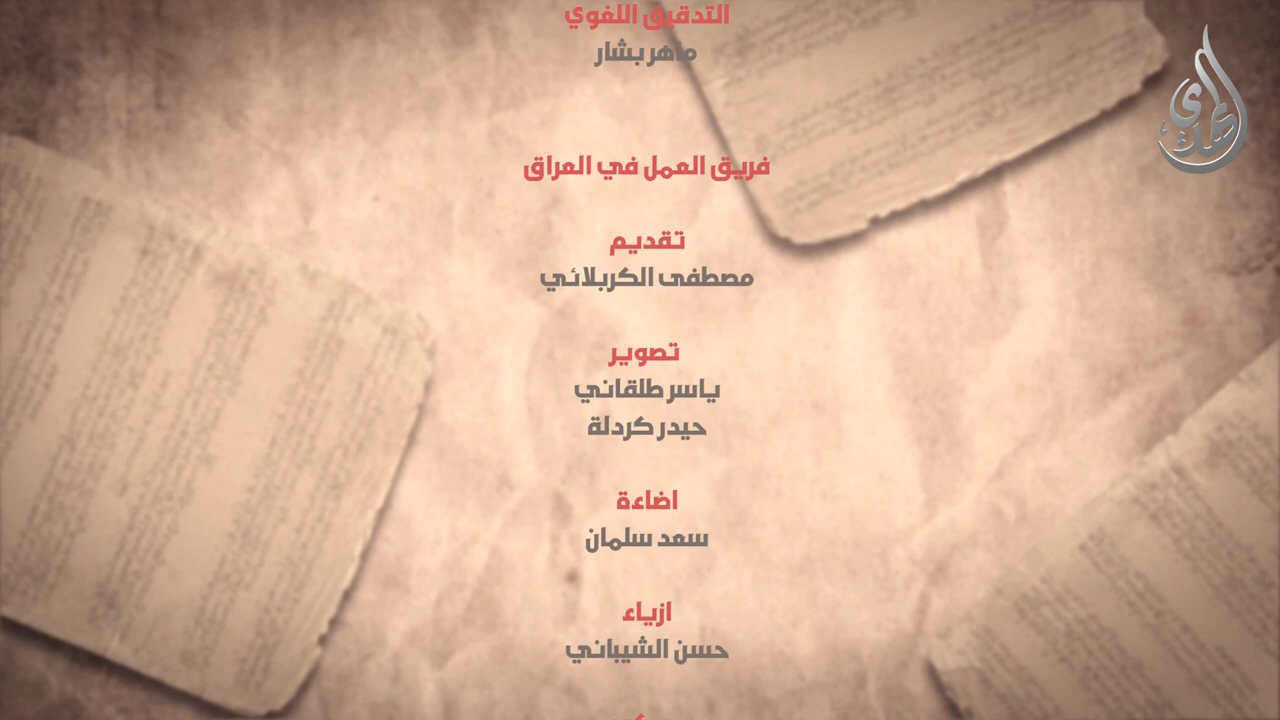 التدقيق اللغوي
ماهر بشار
فريق العمل في العراق
تقديم
مصطفى الكربلائي
تصوير
ياسر طلقاني
حيدر كردلة
اضاءة
سعد سلمان
ازياء
حسن الشيباني